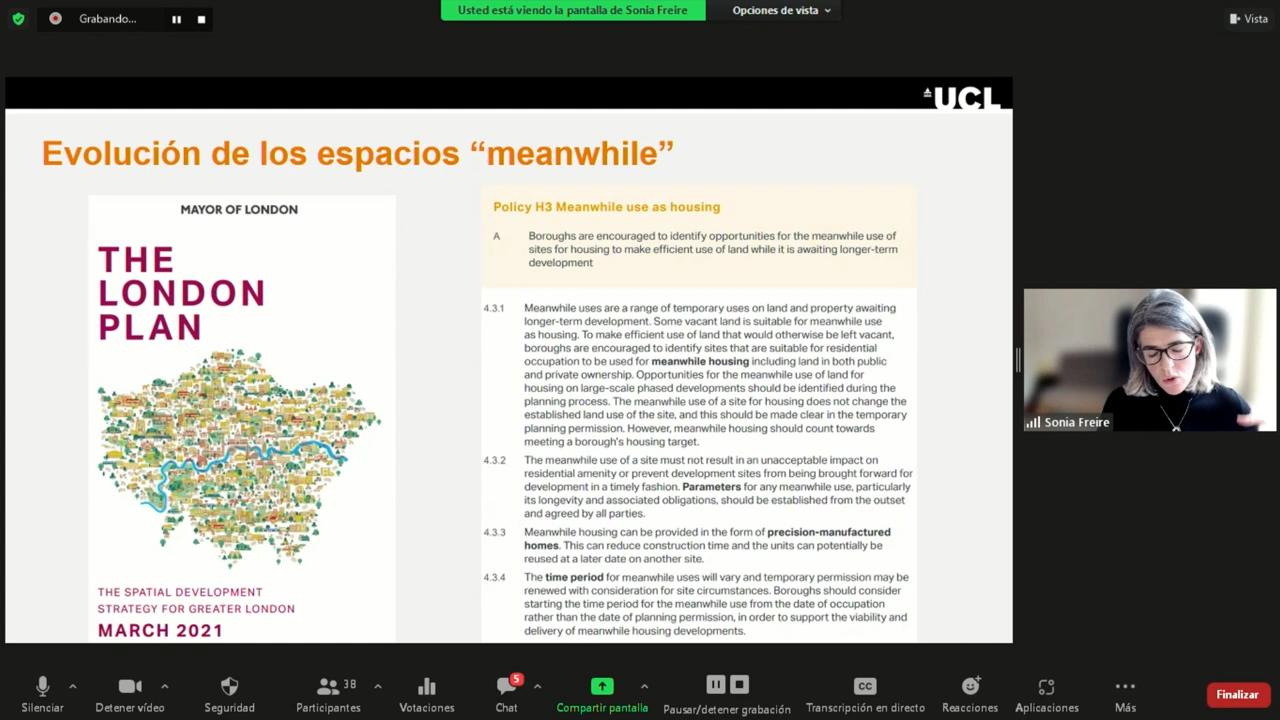 Grabando...
Usted está viendo la pantalla de Sonia Freire
Opciones de vista
Vista
UCL
Evolución de los espacios “meanwhile”
MAYOR OF LONDON
THE
LONDON
PLAN
THE SPATIAL DEVELOPMENT
STRATEGY FOR GREATER LONDON
MARCH 2021
Policy H3 Meanwhile use as housing
A Boroughs are encouraged to identify opportunities for the meanwhile use of
sites for housing to make efficient use of land while it is awaiting longer-term
development
4.3.1 Meanwhile uses are a range of temporary uses on land and property awaiting
longer-term development. Some vacant land is suitable for meanwhile use
as housing. To make efficient use of land that would otherwise be left vacant,
boroughs are encouraged to identify sites that are suitable for residential
occupation to be used for meanwhile housing including land in both public
and private ownership. Opportunities for the meanwhile use of land for
housing on large-scale phased developments should be identified during the
planning process. The meanwhile use of a site for housing does not change the
established land use of the site, and this should be made clear in the temporary
planning permission. However, meanwhile housing should count towards
meeting a borough's housing target.
4.3.2 The meanwhile use of a site must not result in an unacceptable impact on
residential amenity or prevent development sites from being brought forward for
development in a timely fashion. Parameters for any meanwhile use, particularly
its longevity and associated obligations, should be established from the outset
and agreed by all parties.
4.3.3 Meanwhile housing can be provided in the form of precision-manufactured
homes. This can reduce construction time and the units can potentially be
reused at a later date on another site.
4.3.4 The time period for meanwhile uses will vary and temporary permission may be
renewed with consideration for site circumstances. Boroughs should consider
starting the time period for the meanwhile use from the date of occupation
rather than the date of planning permission, in order to support the viability and
delivery of meanwhile housing developments.
Sonia Freire
38
5
CC
Silenciar
Detener vídeo
Seguridad
Participantes
Votaciones
Chat
Compartir pantalla
Pausar/detener grabación
Transcripción en directo
Reacciones
Aplicaciones
Más
Finalizar